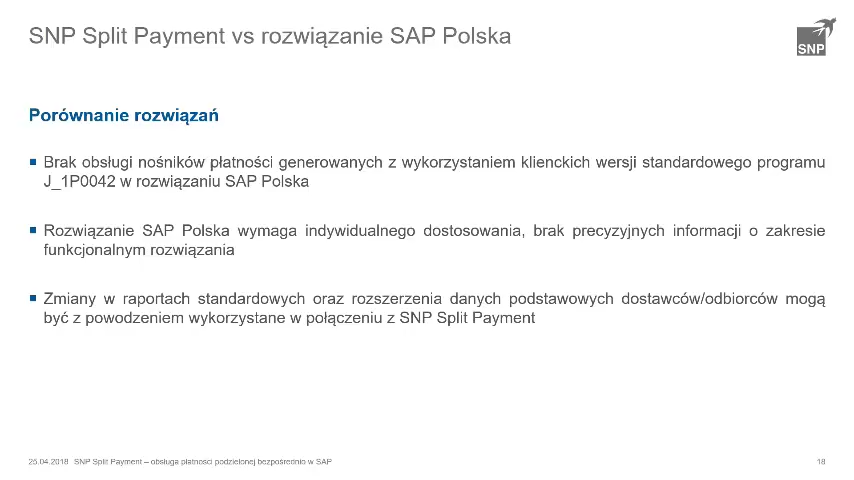 SNP Split Payment vs rozwiązanie SAP Polska
SNP
Porównanie rozwiązań
▪ Brak obsługi nośników płatności generowanych z wykorzystaniem klienckich wersji standardowego programu
J_1P0042 w rozwiązaniu SAP Polska
▪ Rozwiązanie SAP Polska wymaga indywidualnego dostosowania, brak precyzyjnych informacji o zakresie
funkcjonalnym rozwiązania
▪ Zmiany w raportach standardowych oraz rozszerzenia danych podstawowych dostawców/odbiorców mogą
być z powodzeniem wykorzystane w połączeniu z SNP Split Payment
25.04.2018 SNP Split Payment – obsługa płatności podzielonej bezpośrednio w SAP
18